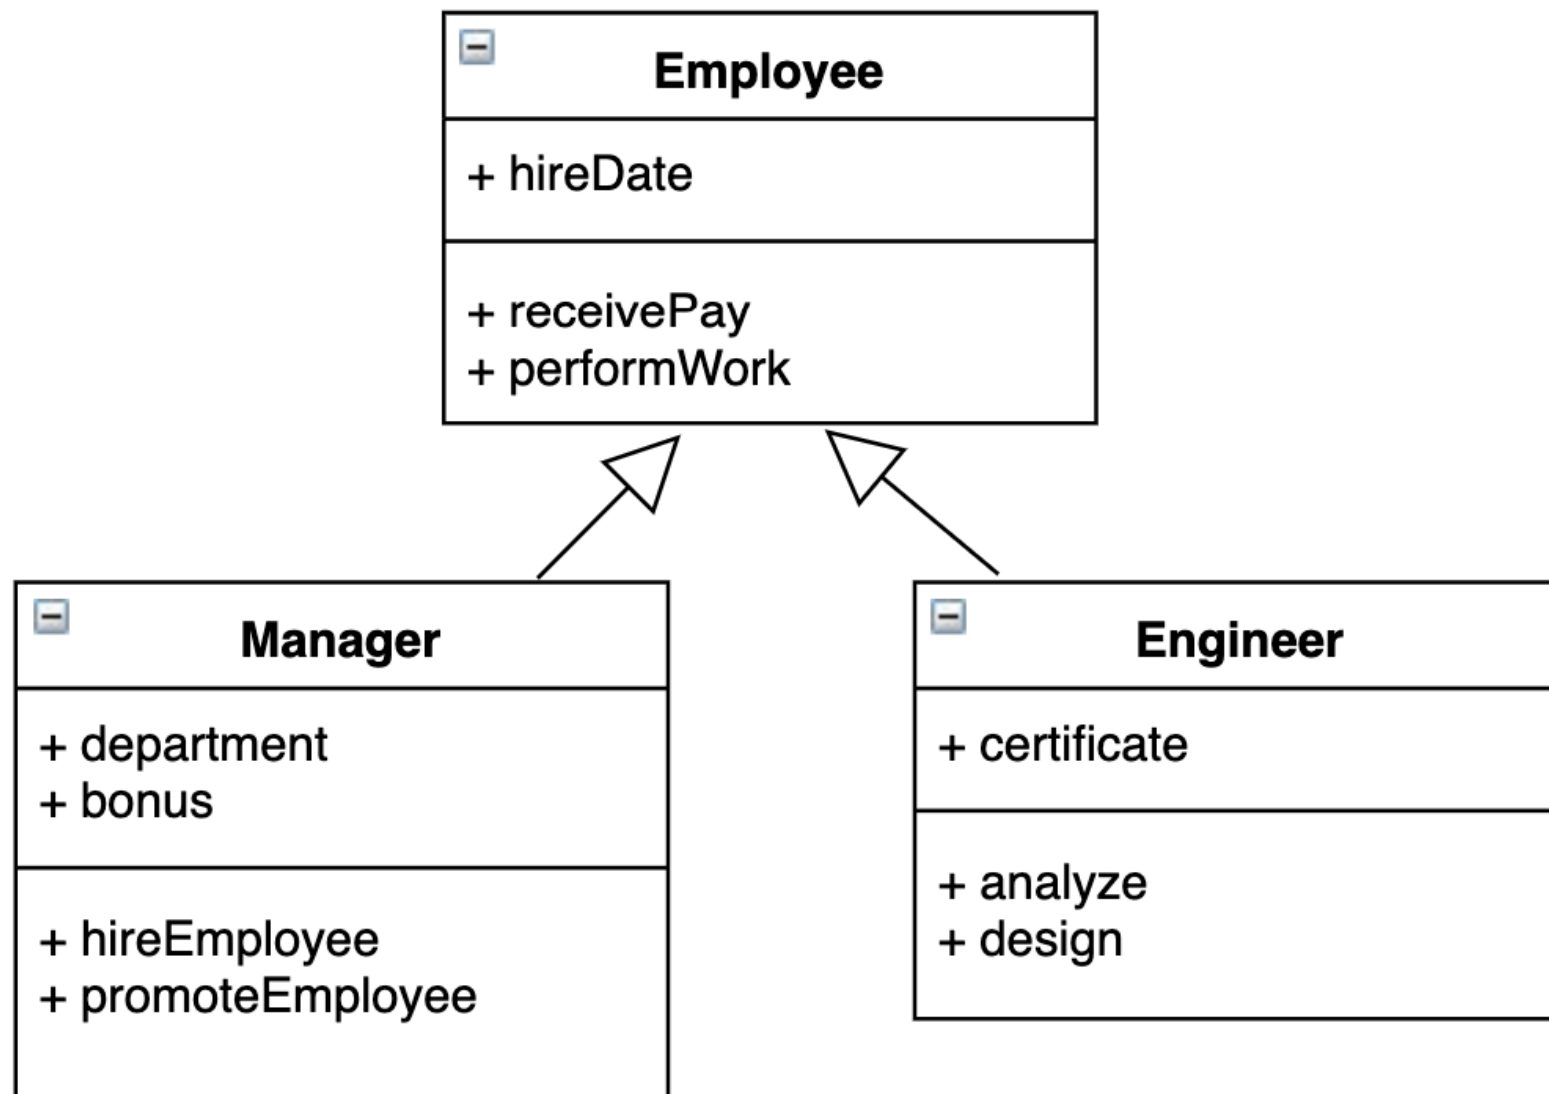 Employee
+ hireDate
+ receivePay
+ performWork
Manager
+ department
+ bonus
+ hireEmployee
+ promoteEmployee
Engineer
+ certificate
+ analyze
+ design